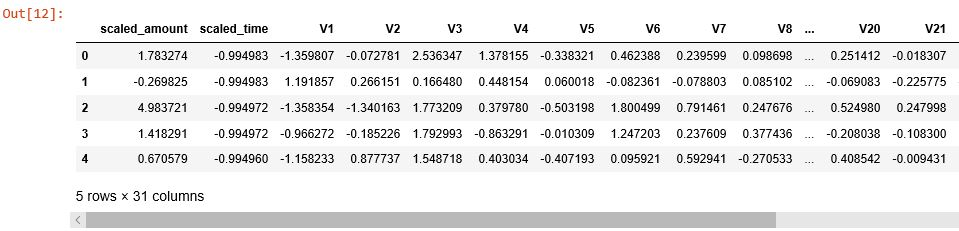 Out[12]:
scaled_amount scaled_time V1 V2 V3 V4 V5 V6 V7 V8 ... V20 V21
0 1.783274 -0.994983 -1.359807 -0.072781 2.536347 1.378155 -0.338321 0.462388 0.239599 0.098698 ... 0.251412 -0.018307
1 -0.269825 -0.994983 1.191857 0.266151 0.166480 0.448154 0.060018 -0.082361 -0.078803 0.085102 ... -0.069083 -0.225775
2 4.983721 -0.994972 -1.358354 -1.340163 1.773209 0.379780 -0.503198 1.800499 0.791461 0.247676 ... 0.524980 0.247998
3 1.418291 -0.994972 -0.966272 -0.185226 1.792993 -0.863291 -0.010309 1.247203 0.237609 0.377436 ... -0.208038 -0.108300
4 0.670579 -0.994960 -1.158233 0.877737 1.548718 0.403034 -0.407193 0.095921 0.592941 -0.270533 ... 0.408542 -0.009431
5 rows × 31 columns